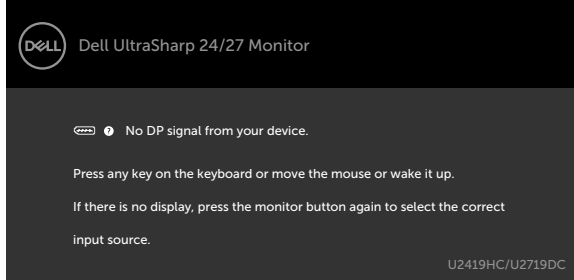 DELL
Dell UltraSharp 24/27 Monitor
? No DP signal from your device.
Press any key on the keyboard or move the mouse or wake it up.
If there is no display, press the monitor button again to select the correct
input source.
U2419HC/U2719DC